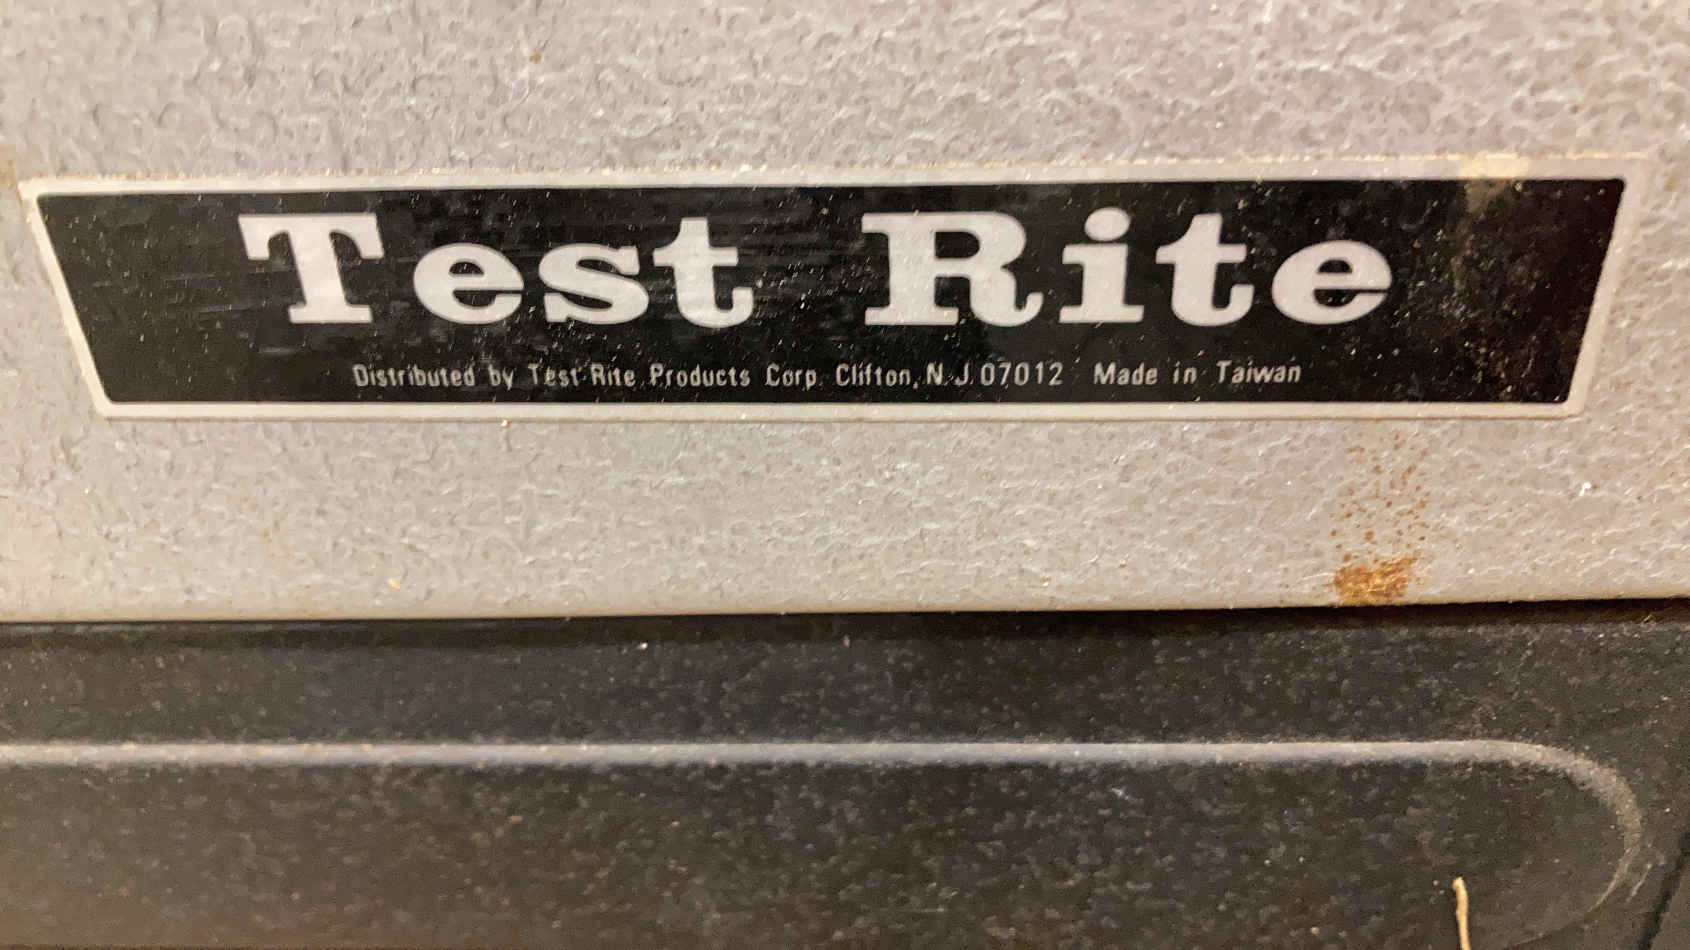 Test Rite
Distributed by Test Rite Products Corp. Clifton, N.J. 07012 Made in Taiwan